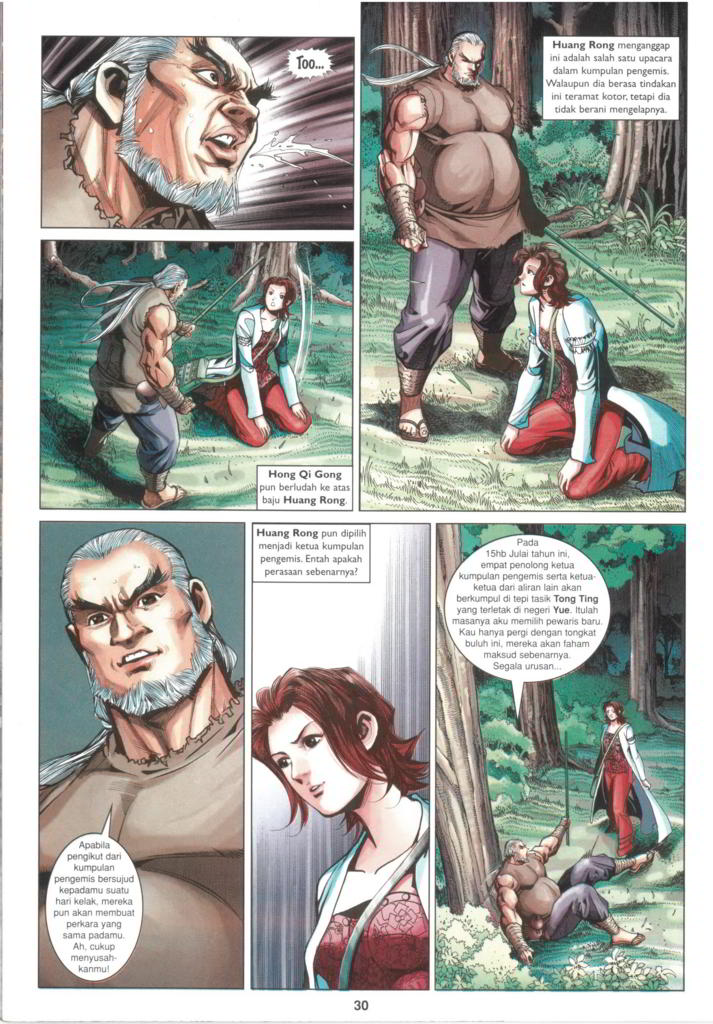 Too...
Hong Qi Gong
pun berludah ke atas
baju Huang Rong.
Huang Rong menganggap
ini adalah salah satu upacara
dalam kumpulan pengemis.
Walaupun dia berasa tindakan
ini teramat kotor, tetapi dia
tidak berani mengelapnya.
Apabila
pengikut dari
kumpulan
pengemis bersujud
kepadamu suatu
hari kelak, mereka
pun akan membuat
perkara yang
sama padamu.
Ah, cukup
menyusah-
kanmu!
Huang Rong pun dipilih
menjadi ketua kumpulan
pengemis. Entah apakah
perasaan sebenarnya?
Pada
15hb Julai tahun ini,
empat penolong ketua
kumpulan pengemis serta ketua-
ketua dari aliran lain akan
berkumpul di tepi tasik Tong Ting
yang terletak di negeri Yue. Itulah
masanya aku memilih pewaris baru.
Kau hanya pergi dengan tongkat
buluh ini, mereka akan faham
maksud sebenarnya.
Segala urusan...
30